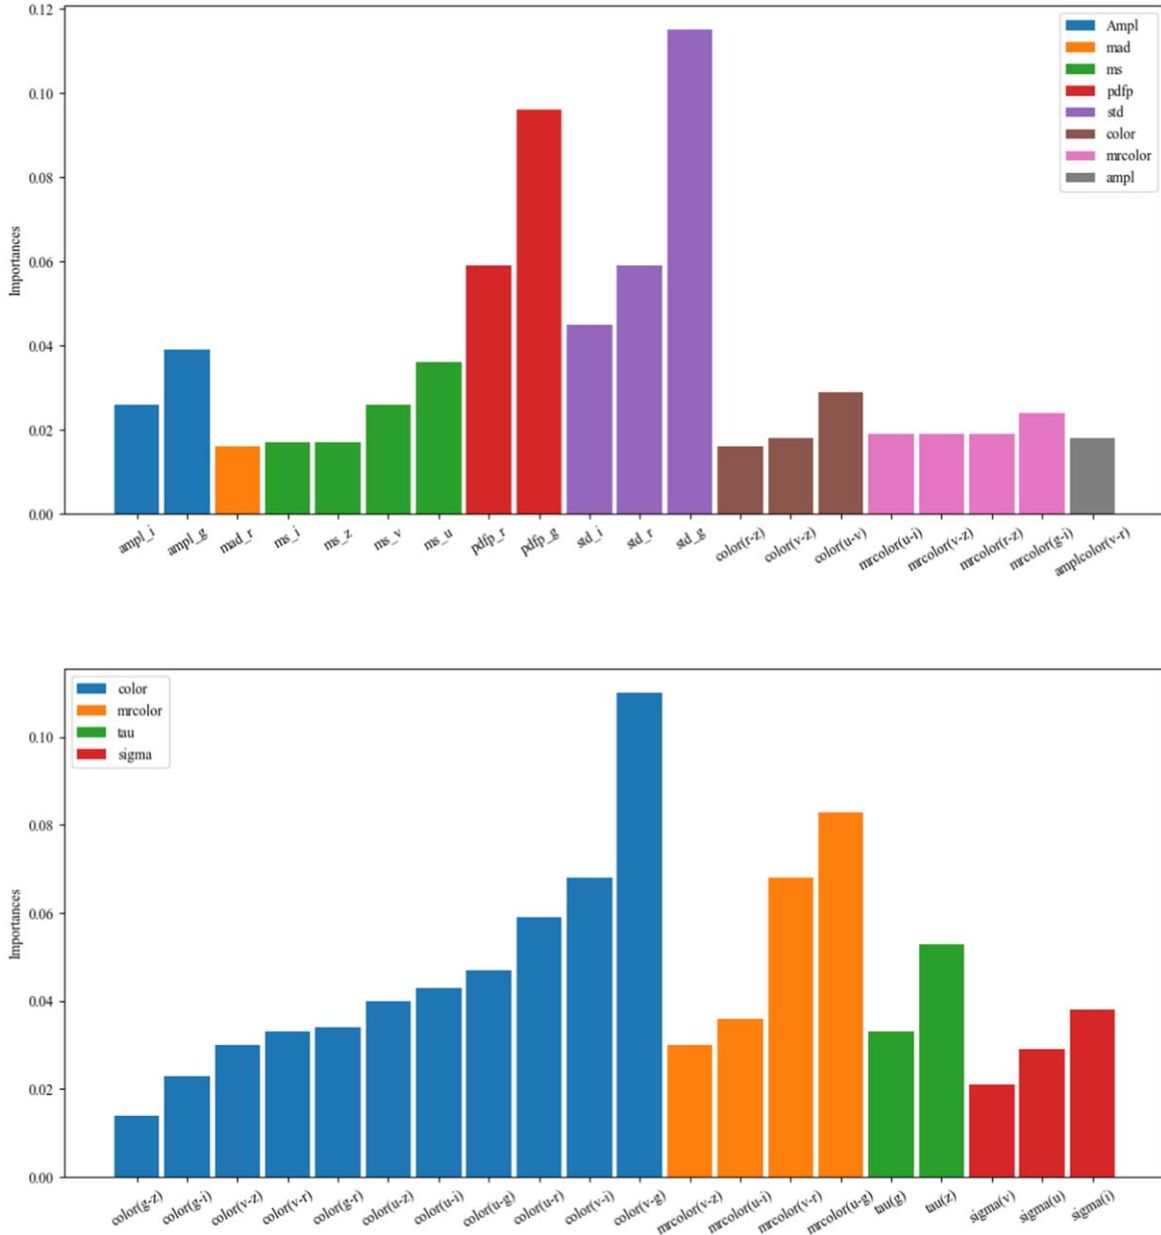 0.12
0.10
0.08
0.06
0.04
0.02
0.00
Importances
Ampl
mad
ms
pdfp
std
color
mrcolor
ampl
ampl_i
ampl_g
mad_r
ms_i
ms_z
ms_v
ms_u
pdfp_r
pdfp_g
std_i
std_r
std_g
color(r-z)
color(v-z)
color(u-v)
mrcolor(u-i)
mrcolor(v-z)
mrcolor(r-z)
mrcolor(g-i)
amplcolor(v-r)
0.10
0.08
0.06
0.04
0.02
0.00
Importances
color
mrcolor
tau
sigma
color(g-z)
color(g-i)
color(v-z)
color(v-r)
color(g-r)
color(u-z)
color(u-i)
color(u-g)
color(u-r)
color(v-i)
color(v-g)
mrcolor(v-z)
mrcolor(u-i)
mrcolor(v-r)
mrcolor(u-g)
tau(g)
tau(z)
sigma(v)
sigma(u)
sigma(i)